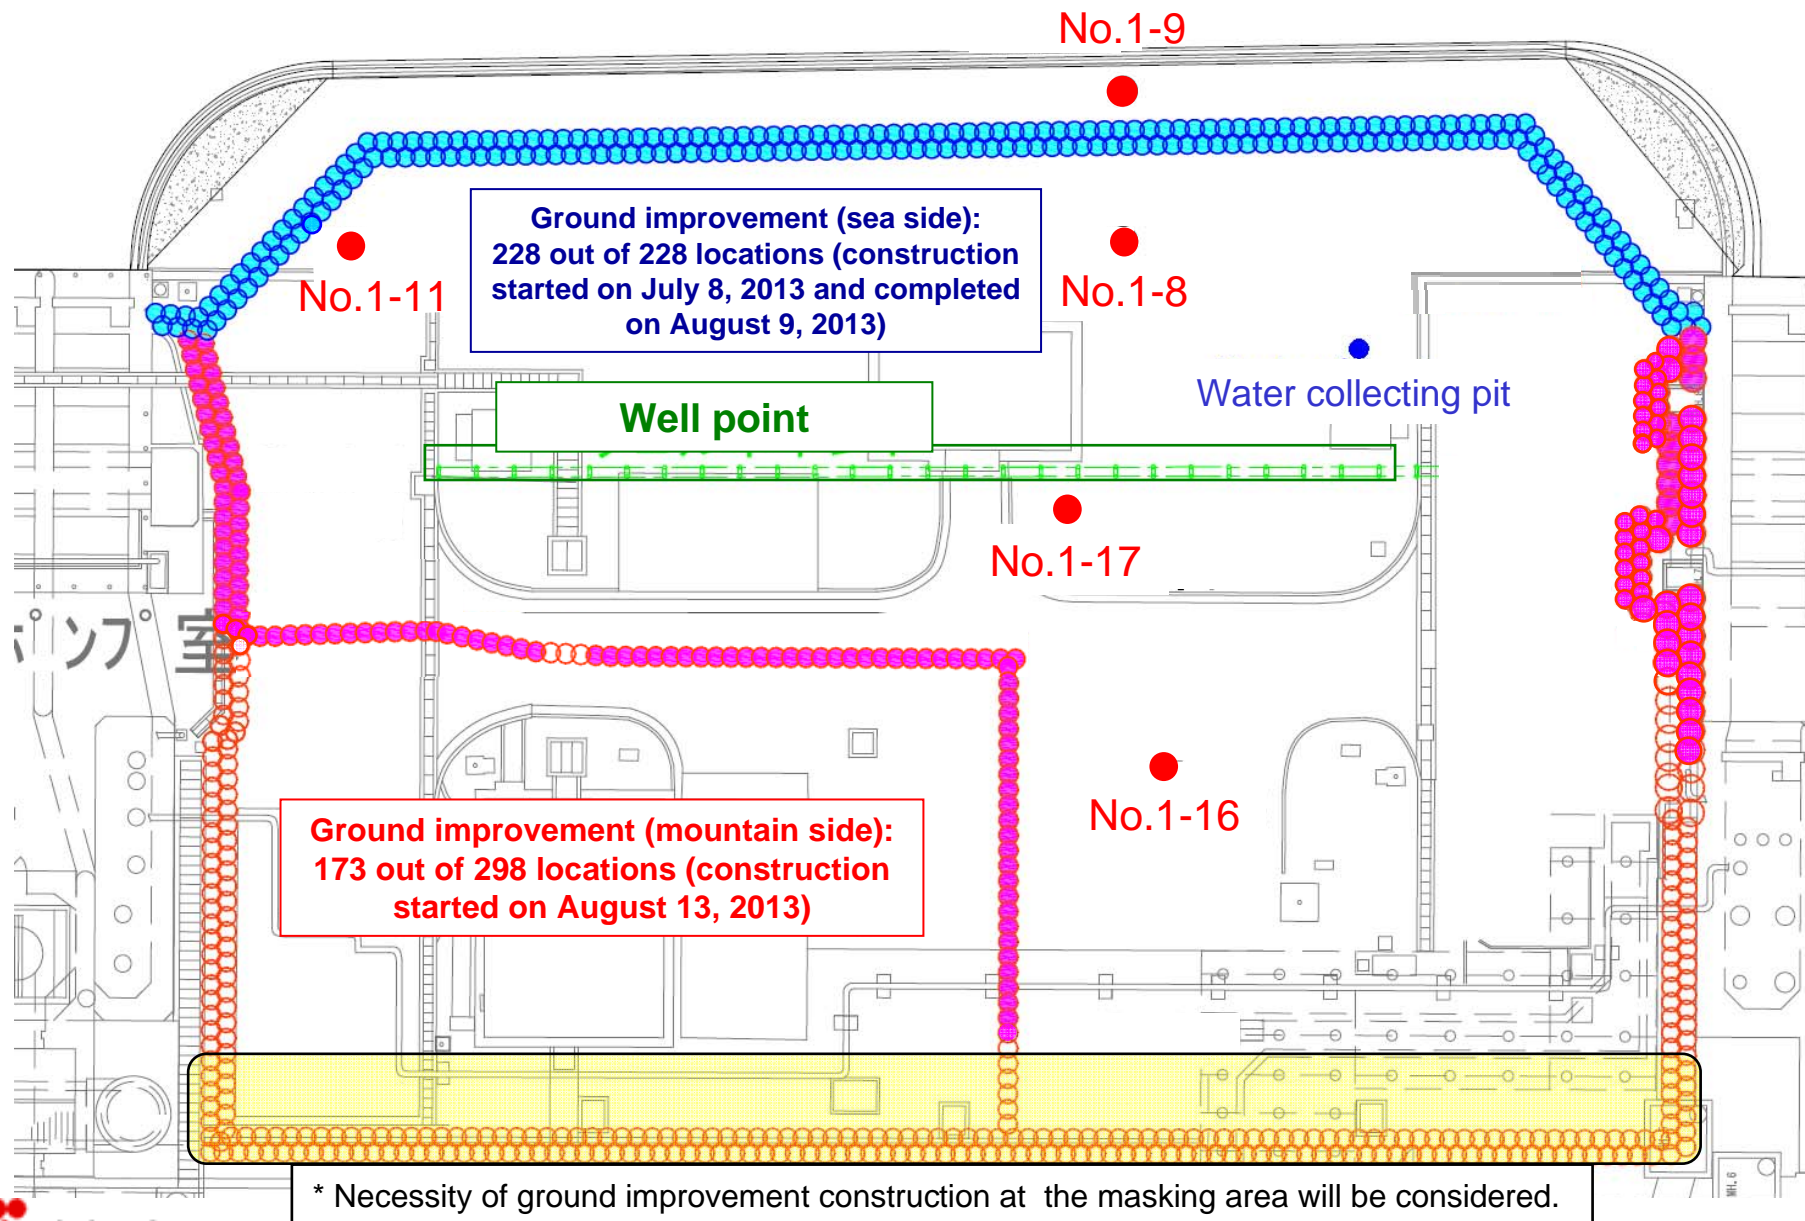 No.1-9
Ground improvement (sea side):
228 out of 228 locations (construction
started on July 8, 2013 and completed
on August 9, 2013)
No.1-11
No.1-8
Water collecting pit
Well point
No.1-17
ポンプ室
No.1-16
Ground improvement (mountain side):
173 out of 298 locations (construction
started on August 13, 2013)
* Necessity of ground improvement construction at the masking area will be considered.